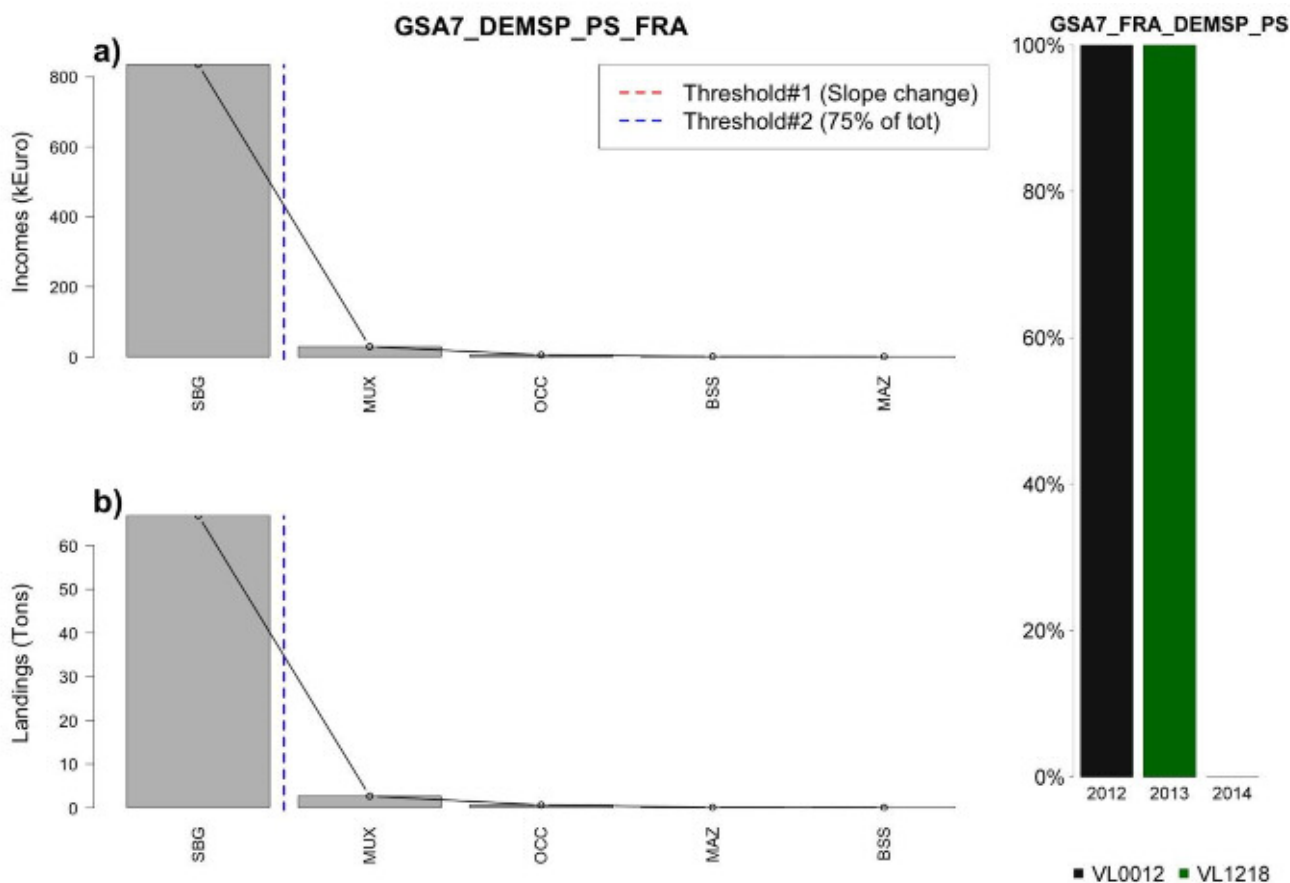 GSA7_DEMSP_PS_FRA
a)
Threshold#1 (Slope change)
Threshold#2 (75% of tot)
Incomes (kEuro)
800
600
400
200
0
SBG
MUX
OCC
BSS
MAZ
b)
Landings (Tons)
60
50
40
30
20
10
0
SBG
MUX
OCC
MAZ
BSS
GSA7_FRA_DEMSP_PS
100%
80%
60%
40%
20%
0%
2012 2013 2014
VL0012 VL1218